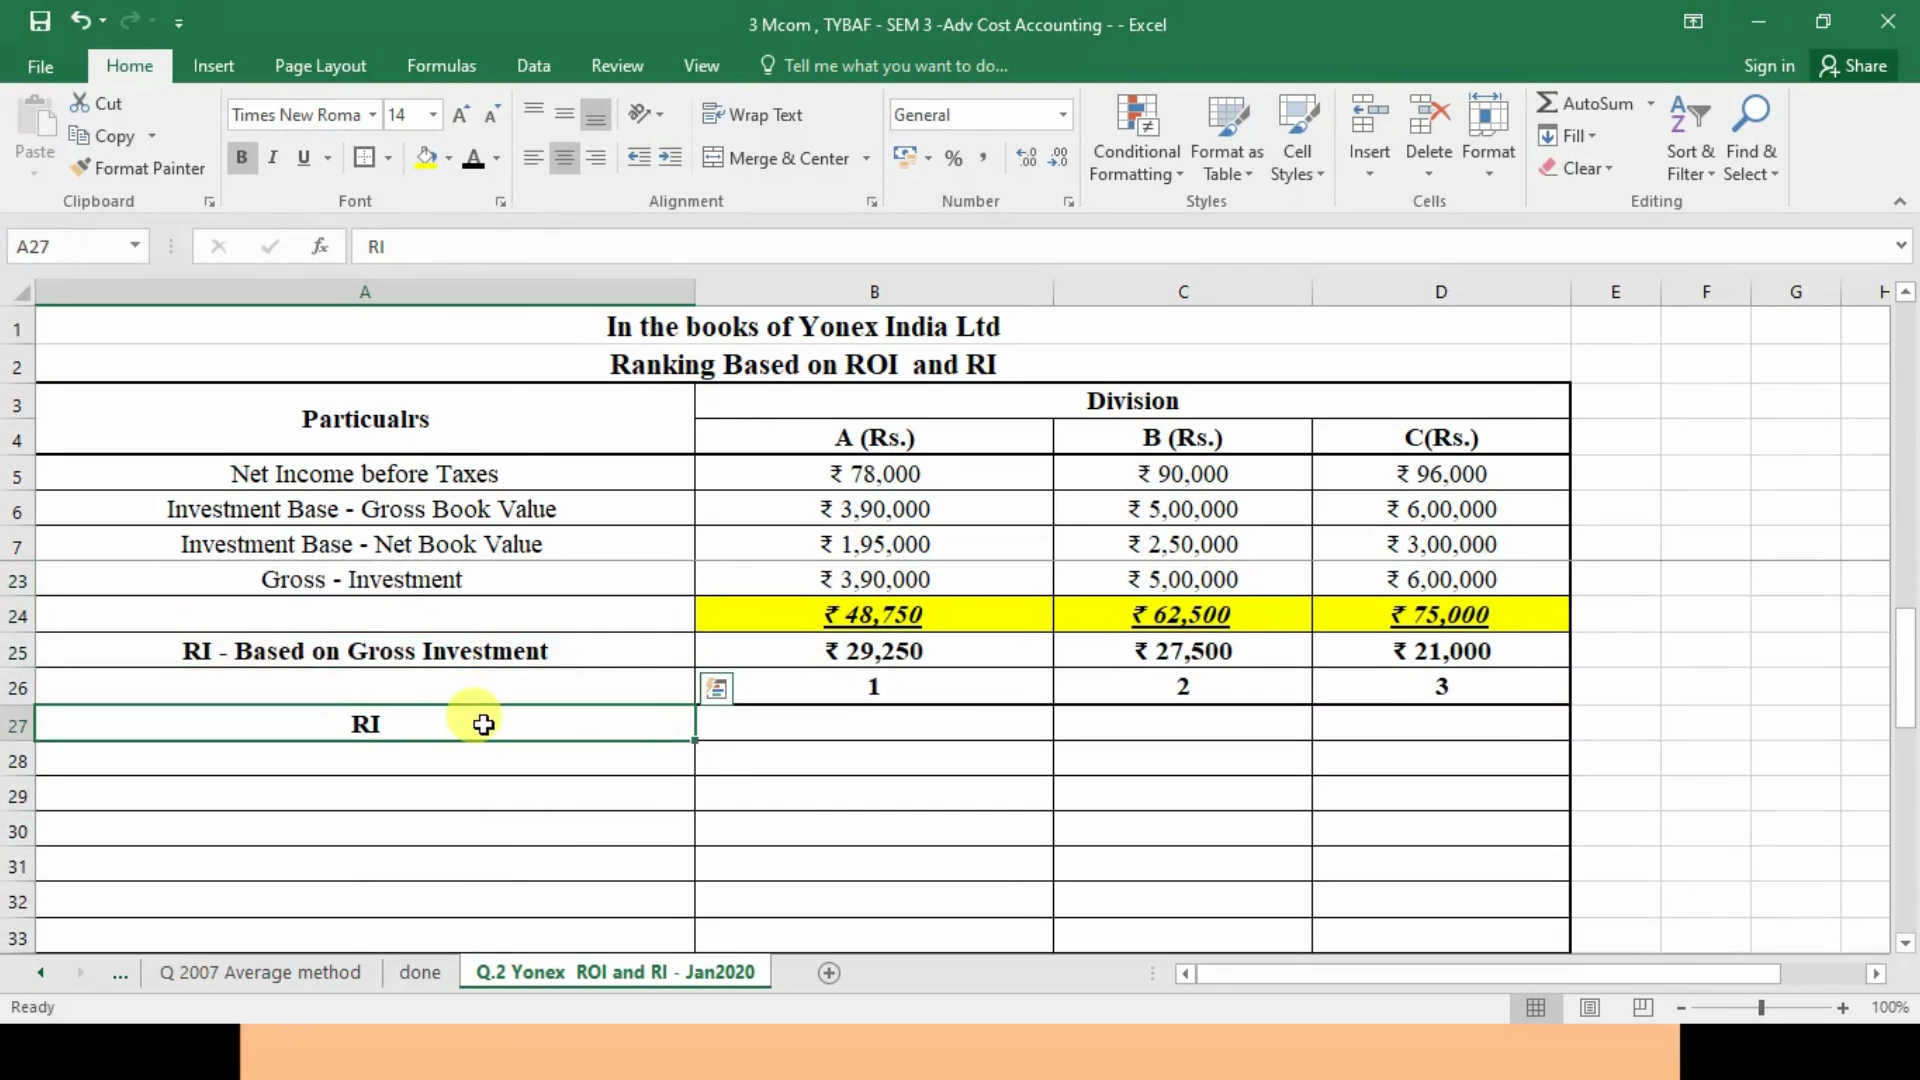 3 Mcom , TYBAF - SEM 3 -Adv Cost Accounting - - Excel
File Home Insert Page Layout Formulas Data Review View Tell me what you want to do... Sign in Share
Paste Cut Copy Format Painter Clipboard
Times New Roma 14 B I U A Font
Wrap Text Merge & Center Alignment
General % Number
Conditional Formatting Format as Table Cell Styles Styles
Insert Delete Format Cells
AutoSum Fill Clear Sort & Filter Find & Select Editing
A27 fx RI
A B C D E F G H
1 In the books of Yonex India Ltd
2 Ranking Based on ROI and RI
3 Particualrs Division
4 A (Rs.) B (Rs.) C(Rs.)
5 Net Income before Taxes ₹ 78,000 ₹ 90,000 ₹ 96,000
6 Investment Base - Gross Book Value ₹ 3,90,000 ₹ 5,00,000 ₹ 6,00,000
7 Investment Base - Net Book Value ₹ 1,95,000 ₹ 2,50,000 ₹ 3,00,000
23 Gross - Investment ₹ 3,90,000 ₹ 5,00,000 ₹ 6,00,000
24 ₹ 48,750 ₹ 62,500 ₹ 75,000
25 RI - Based on Gross Investment ₹ 29,250 ₹ 27,500 ₹ 21,000
26 1 2 3
27 RI
28
29
30
31
32
33
... Q 2007 Average method done Q.2 Yonex ROI and RI - Jan2020
Ready 100%